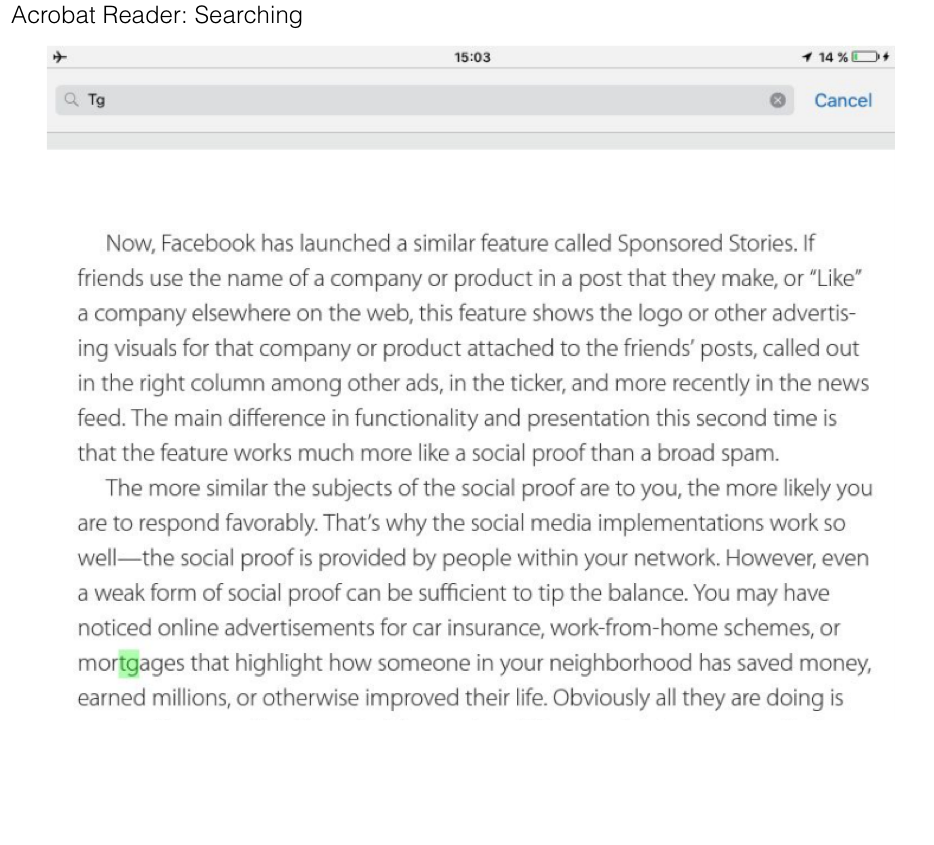 Acrobat Reader: Searching
15:03
14 %
Tg
Cancel
Now, Facebook has launched a similar feature called Sponsored Stories. If
friends use the name of a company or product in a post that they make, or “Like”
a company elsewhere on the web, this feature shows the logo or other advertis-
ing visuals for that company or product attached to the friends’ posts, called out
in the right column among other ads, in the ticker, and more recently in the news
feed. The main difference in functionality and presentation this second time is
that the feature works much more like a social proof than a broad spam.
The more similar the subjects of the social proof are to you, the more likely you
are to respond favorably. That’s why the social media implementations work so
well—the social proof is provided by people within your network. However, even
a weak form of social proof can be sufficient to tip the balance. You may have
noticed online advertisements for car insurance, work-from-home schemes, or
mortgages that highlight how someone in your neighborhood has saved money,
earned millions, or otherwise improved their life. Obviously all they are doing is